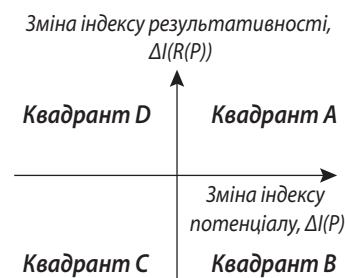 Зміна індексу результативності,
ΔI(R(P))
Квадрант D Квадрант A
Зміна індексу
потенціалу, ΔI(P)
Квадрант C Квадрант B